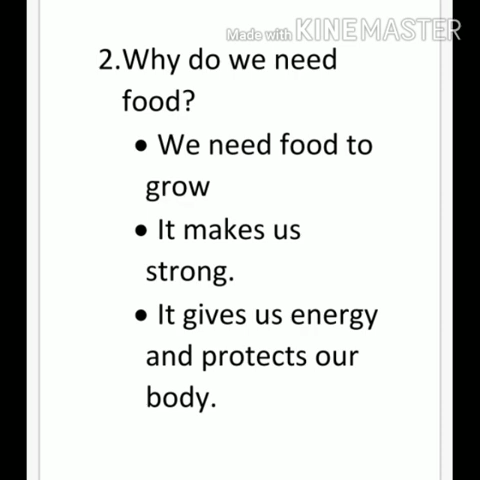 Made with KINEMASTER
2.Why do we need
food?
• We need food to
grow
• It makes us
strong.
• It gives us energy
and protects our
body.